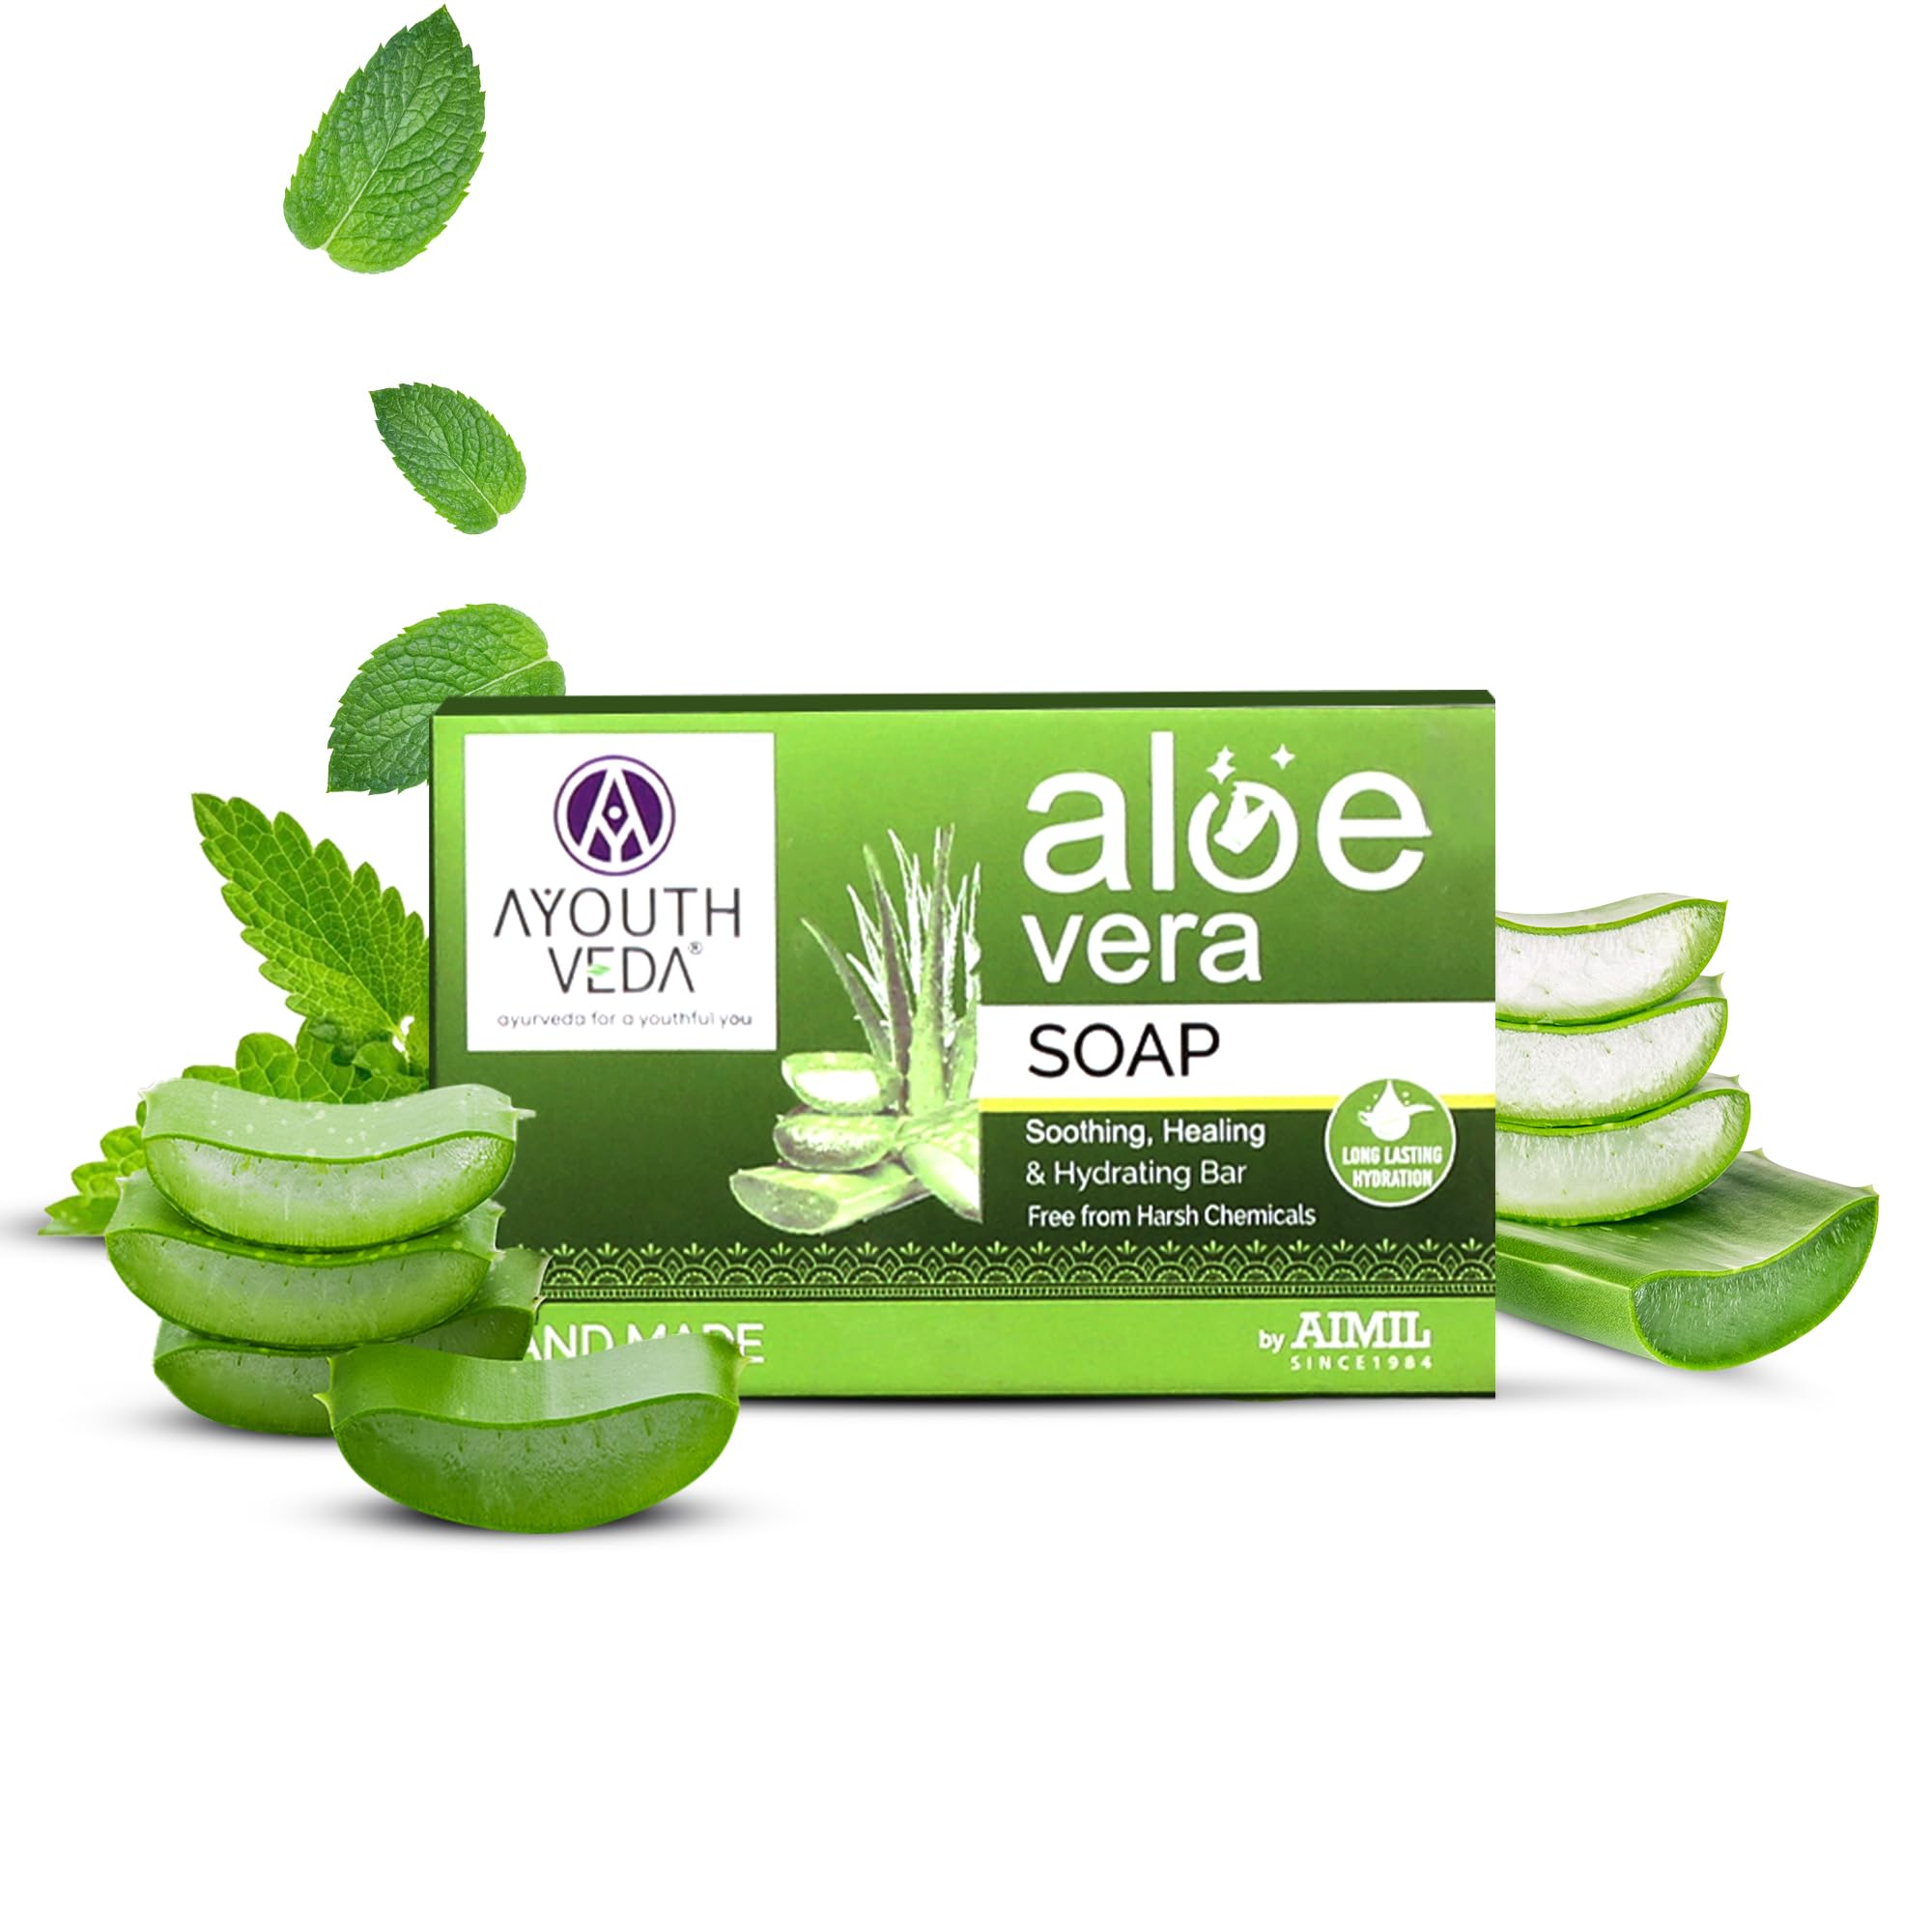 AYOUTH
VEDA®
ayurveda for a youthful you
aloe
vera
SOAP
Soothing, Healing
& Hydrating Bar
Free from Harsh Chemicals
LONG LASTING
HYDRATION
by AIMIL
SINCE1984